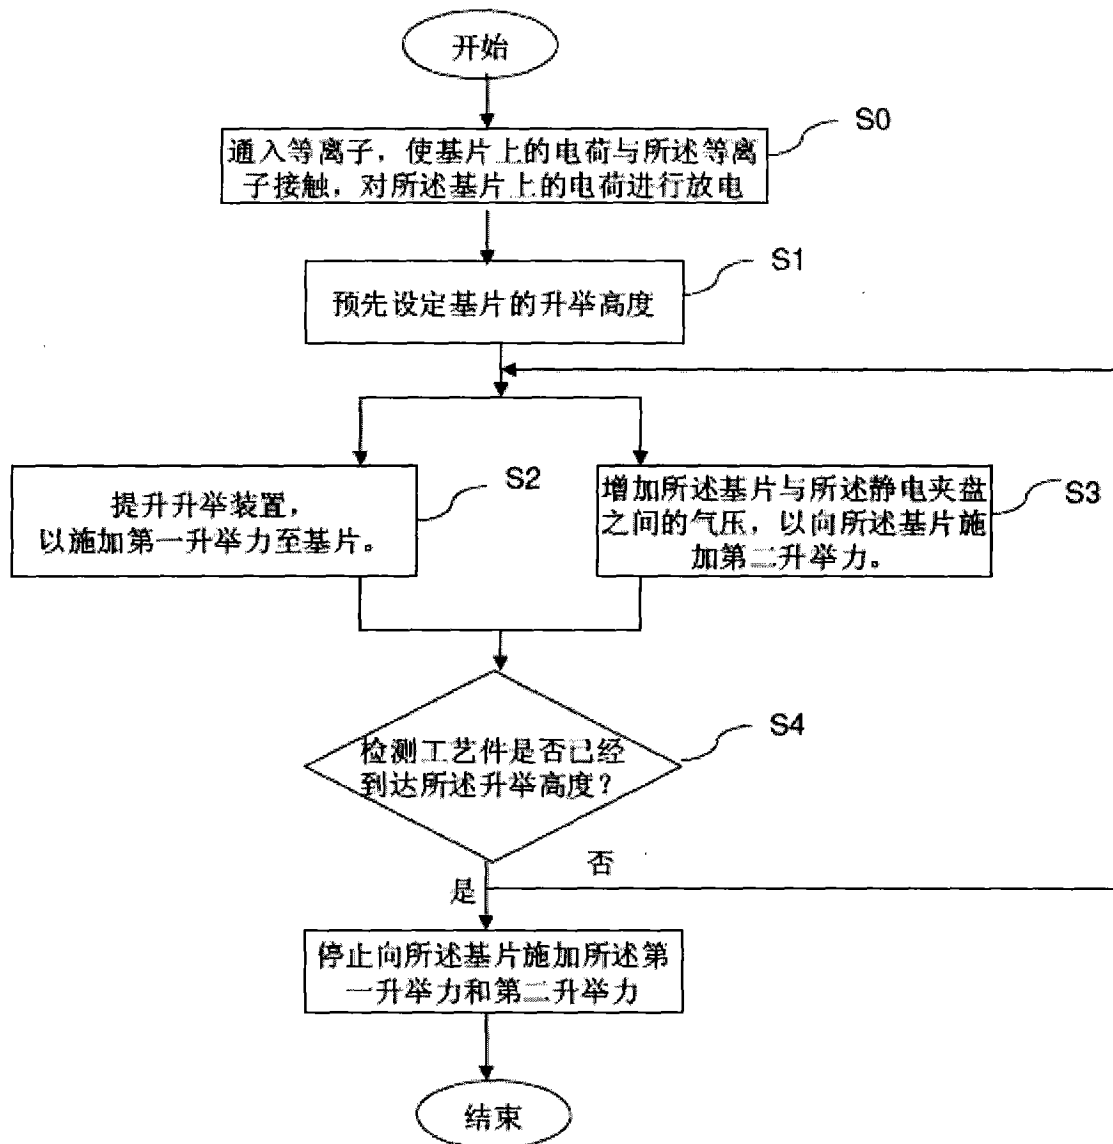 开始
S0
通入等离子，使基片上的电荷与所述等离
子接触，对所述基片上的电荷进行放电
S1
预先设定基片的升举高度
S2
提升升举装置，
以施加第一升举力至基片。
S3
增加所述基片与所述静电夹盘
之间的气压，以向所述基片施
加第二升举力。
S4
检测工艺件是否已经
到达所述升举高度？
否
是
停止向所述基片施加所述第
一升举力和第二升举力
结束